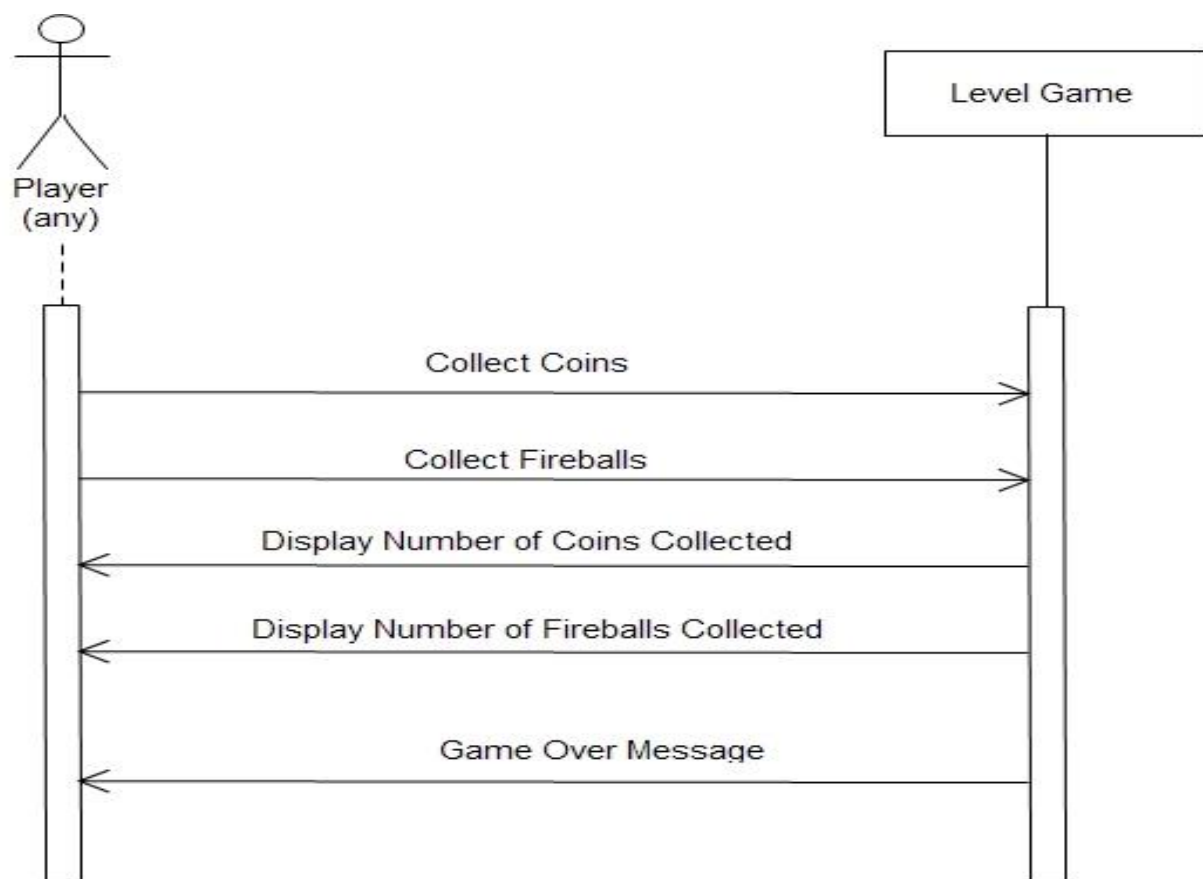 Level Game
Player
(any)
Collect Coins
Collect Fireballs
Display Number of Coins Collected
Display Number of Fireballs Collected
Game Over Message